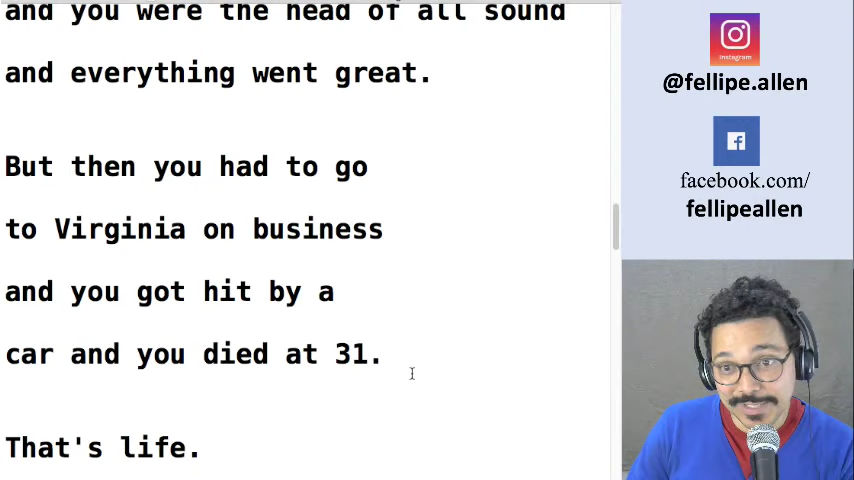 and you were the head of all sound
and everything went great.
But then you had to go
to Virginia on business
and you got hit by a
car and you died at 31.
That's life.
Instagram
@fellipe.allen
facebook.com/
fellipeallen